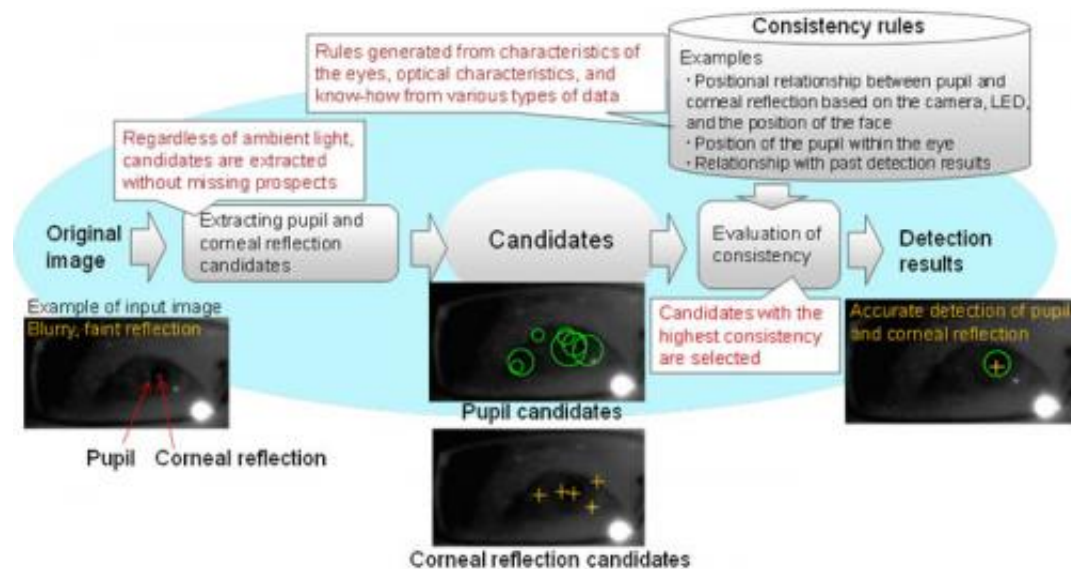 Consistency rules
Examples
・Positional relationship between pupil and
corneal reflection based on the camera, LED,
and the position of the face
・Position of the pupil within the eye
・Relationship with past detection results
Rules generated from characteristics of
the eyes, optical characteristics, and
know-how from various types of data
Regardless of ambient light,
candidates are extracted
without missing prospects
Original
image
Extracting pupil and
corneal reflection
candidates
Candidates
Evaluation of
consistency
Detection
results
Example of input image
Blurry, faint reflection
Pupil
Corneal reflection
Pupil candidates
Corneal reflection candidates
Candidates with the
highest consistency
are selected
Accurate detection of pupil
and corneal reflection